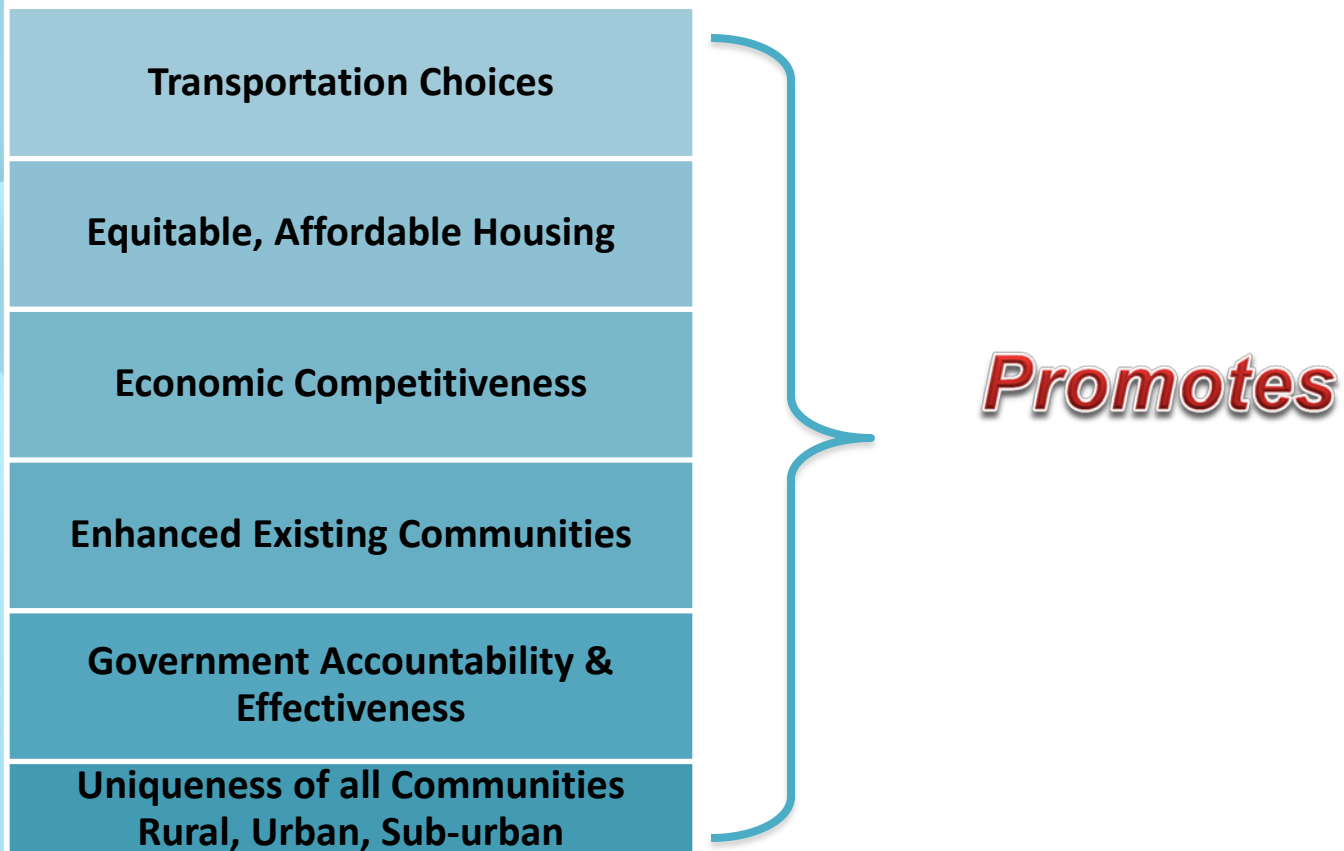 Transportation Choices
Equitable, Affordable Housing
Economic Competitiveness
Promotes
Enhanced Existing Communities
Government Accountability &
Effectiveness
Uniqueness of all Communities
Rural, Urban, Sub-urban